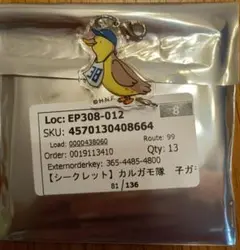 ©H.N.F.
Loc: EP308-012
8
SKU: 4570130408664
Load: 0000438060
Route: 99
Order: 0019113410
Qty: 13
Externorderkey: 365-4485-4800
【シークレット】カルガモ隊 子ガ
81/136